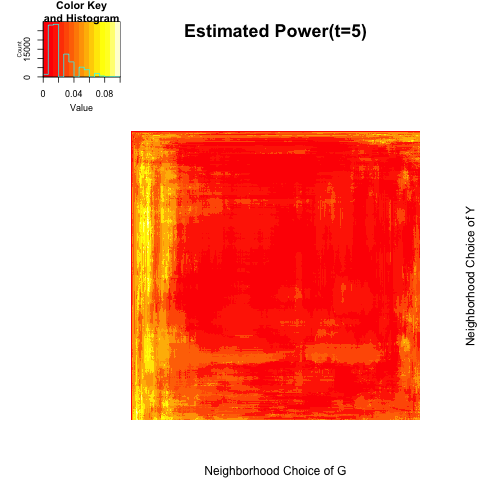 Color Key
and Histogram
Estimated Power(t=5)
Count
0 15000
0 0.04 0.08
Value
Neighborhood Choice of Y
Neighborhood Choice of G